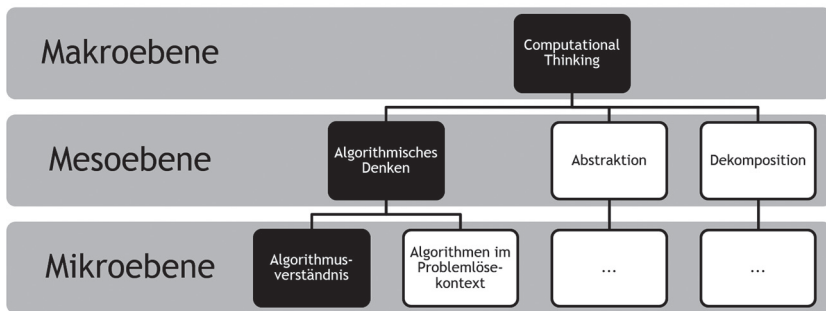 Makroebene
Computational
Thinking
Mesoebene
Algorithmisches
Denken
Abstraktion
Dekomposition
Mikroebene
Algorithmus-
verständnis
Algorithmen im
Problemlöse-
kontext
...
...